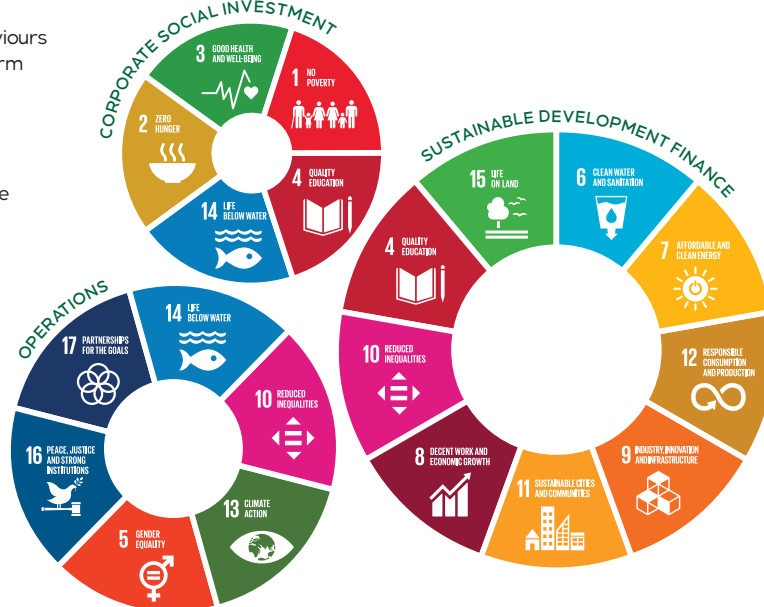 CORPORATE SOCIAL INVESTMENT
3 GOOD HEALTH
AND WELL-BEING
1 NO
POVERTY
4 QUALITY
EDUCATION
14 LIFE
BELOW WATER
2 ZERO
HUNGER
SUSTAINABLE DEVELOPMENT FINANCE
15 LIFE
ON LAND
6 CLEAN WATER
AND SANITATION
7 AFFORDABLE AND
CLEAN ENERGY
12 RESPONSIBLE
CONSUMPTION
AND PRODUCTION
9 INDUSTRY, INNOVATION
AND INFRASTRUCTURE
11 SUSTAINABLE CITIES
AND COMMUNITIES
8 DECENT WORK AND
ECONOMIC GROWTH
10 REDUCED
INEQUALITIES
4 QUALITY
EDUCATION
OPERATIONS
17 PARTNERSHIPS
FOR THE GOALS
14 LIFE
BELOW WATER
10 REDUCED
INEQUALITIES
13 CLIMATE
ACTION
5 GENDER
EQUALITY
16 PEACE, JUSTICE
AND STRONG
INSTITUTIONS